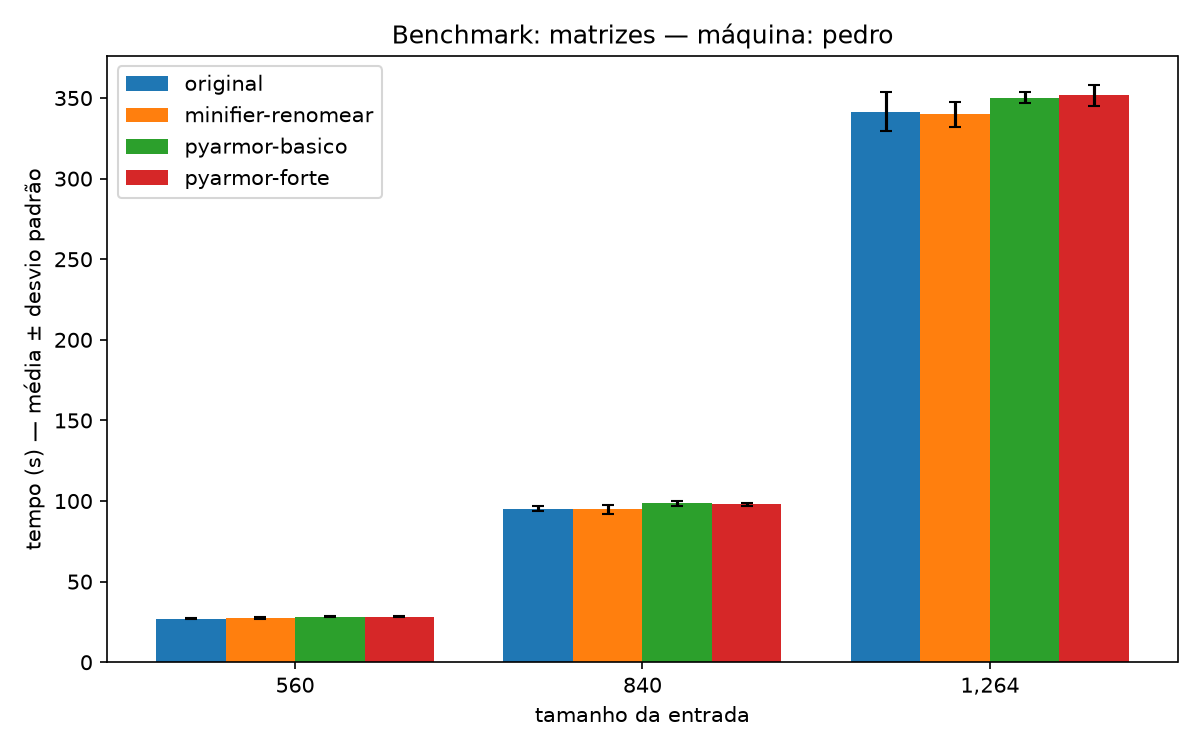 Benchmark: matrizes — máquina: pedro
original
minifier-renomear
pyarmor-basico
pyarmor-forte
tempo (s) — média ± desvio padrão
350
300
250
200
150
100
50
0
560
840
1,264
tamanho da entrada